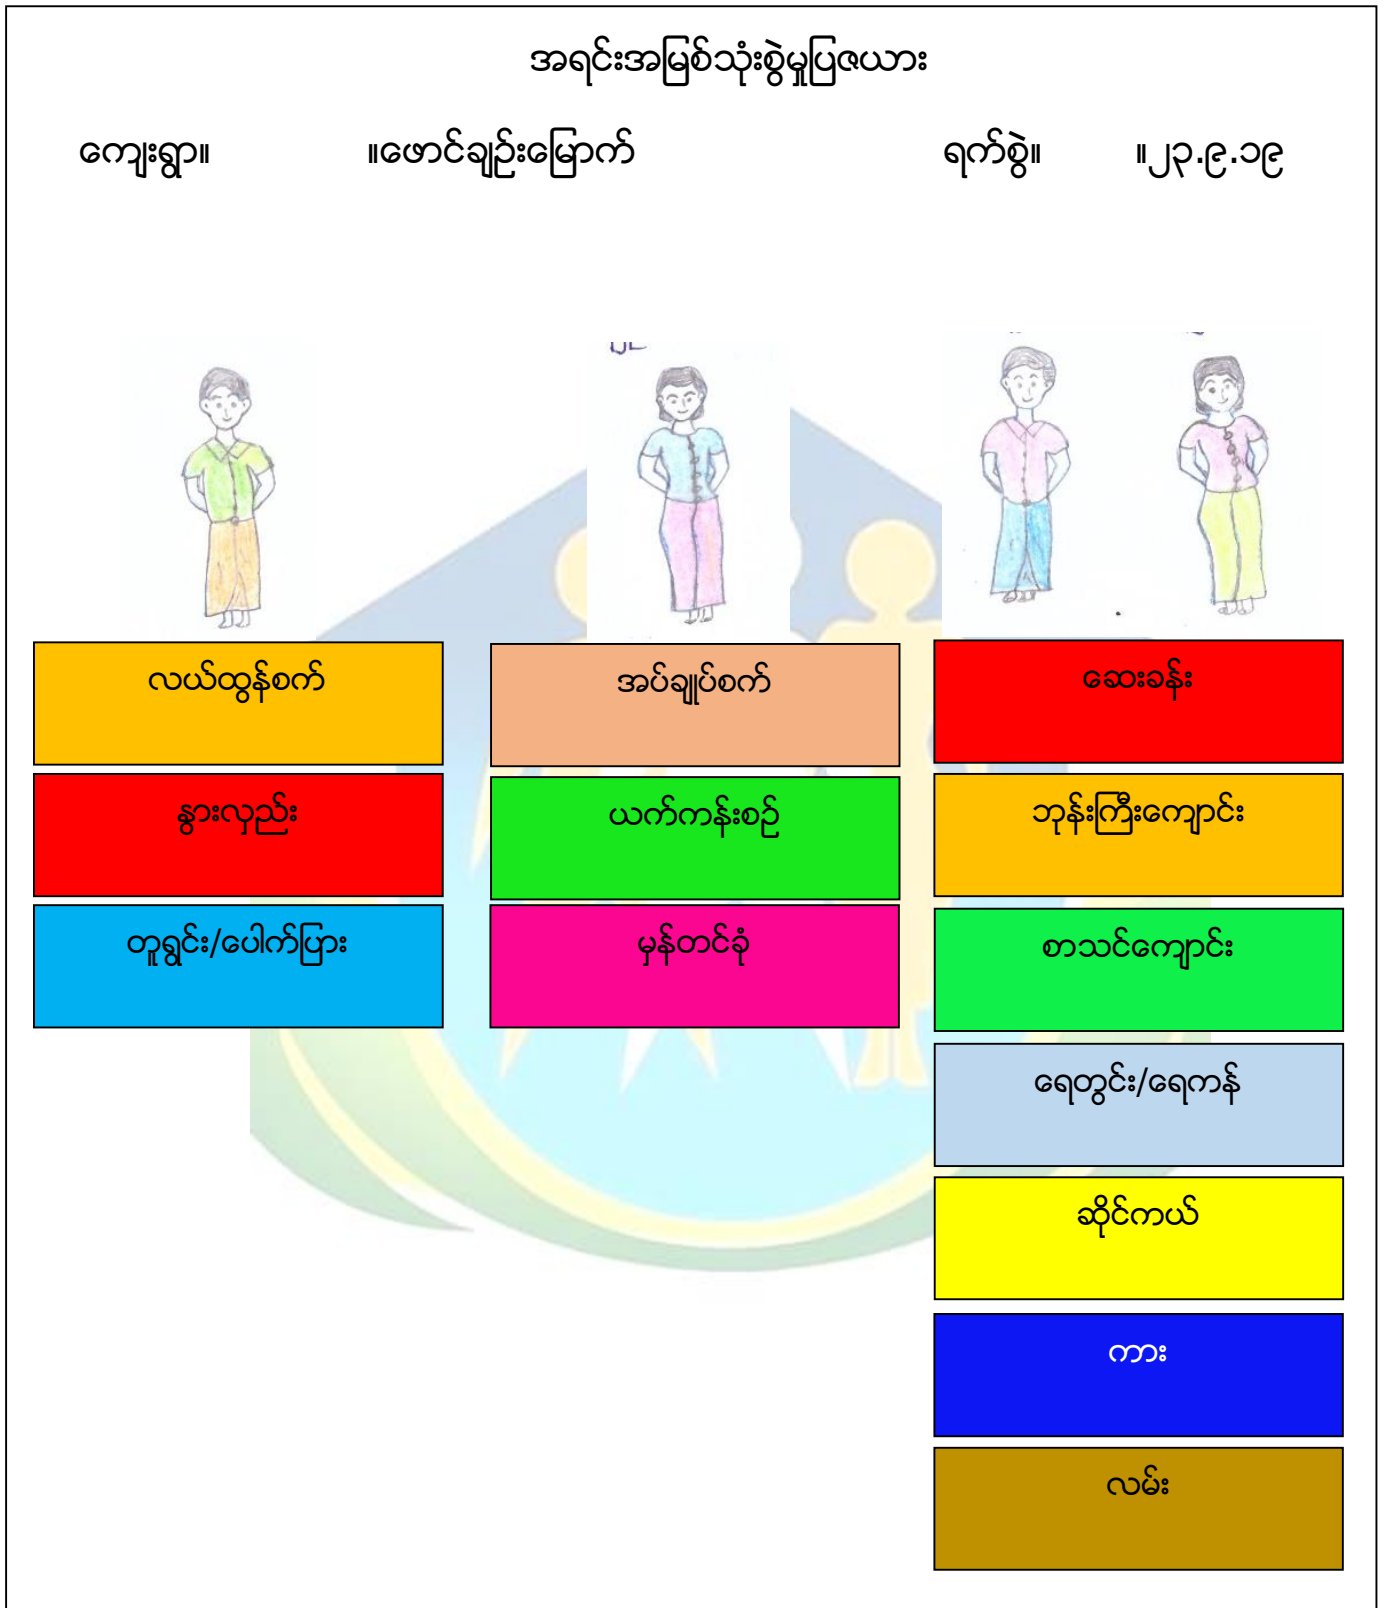 အရင်းအမြစ်သုံးစွဲမှုပြဇယား
ကျေးရွာ။ ။ဖောင်ချဉ်းမြောက် ရက်စွဲ။ ။၂၃.၉.၁၉
လယ်ထွန်စက် အပ်ချုပ်စက် ဆေးခန်း
နွားလှည်း ယက်ကန်းစဉ် ဘုန်းကြီးကျောင်း
တူရွင်း/ပေါက်ပြား မှန်တင်ခုံ စာသင်ကျောင်း
ရေတွင်း/ရေကန်
ဆိုင်ကယ်
ကား
လမ်း